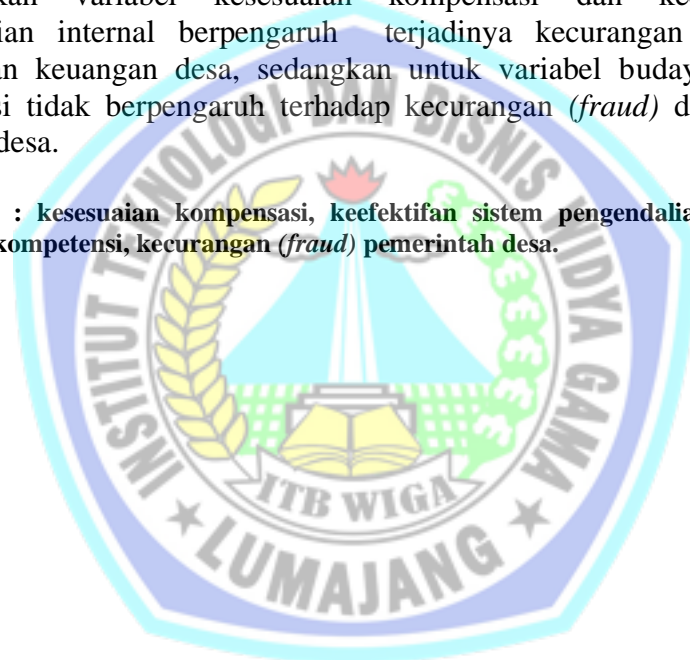 kan variabel kesesuaian kompensasi dan ke
ian internal berpengaruh terjadinya kecurangan
an keuangan desa, sedangkan untuk variabel buday
si tidak berpengaruh terhadap kecurangan (fraud) d
desa.
: kesesuaian kompensasi, keefektifan sistem pengendalia
kompetensi, kecurangan (fraud) pemerintah desa.
INSTITUT TEKNOLOGI DAN BISNIS WIDYA GAMA
ITB WIGA
LUMAJANG